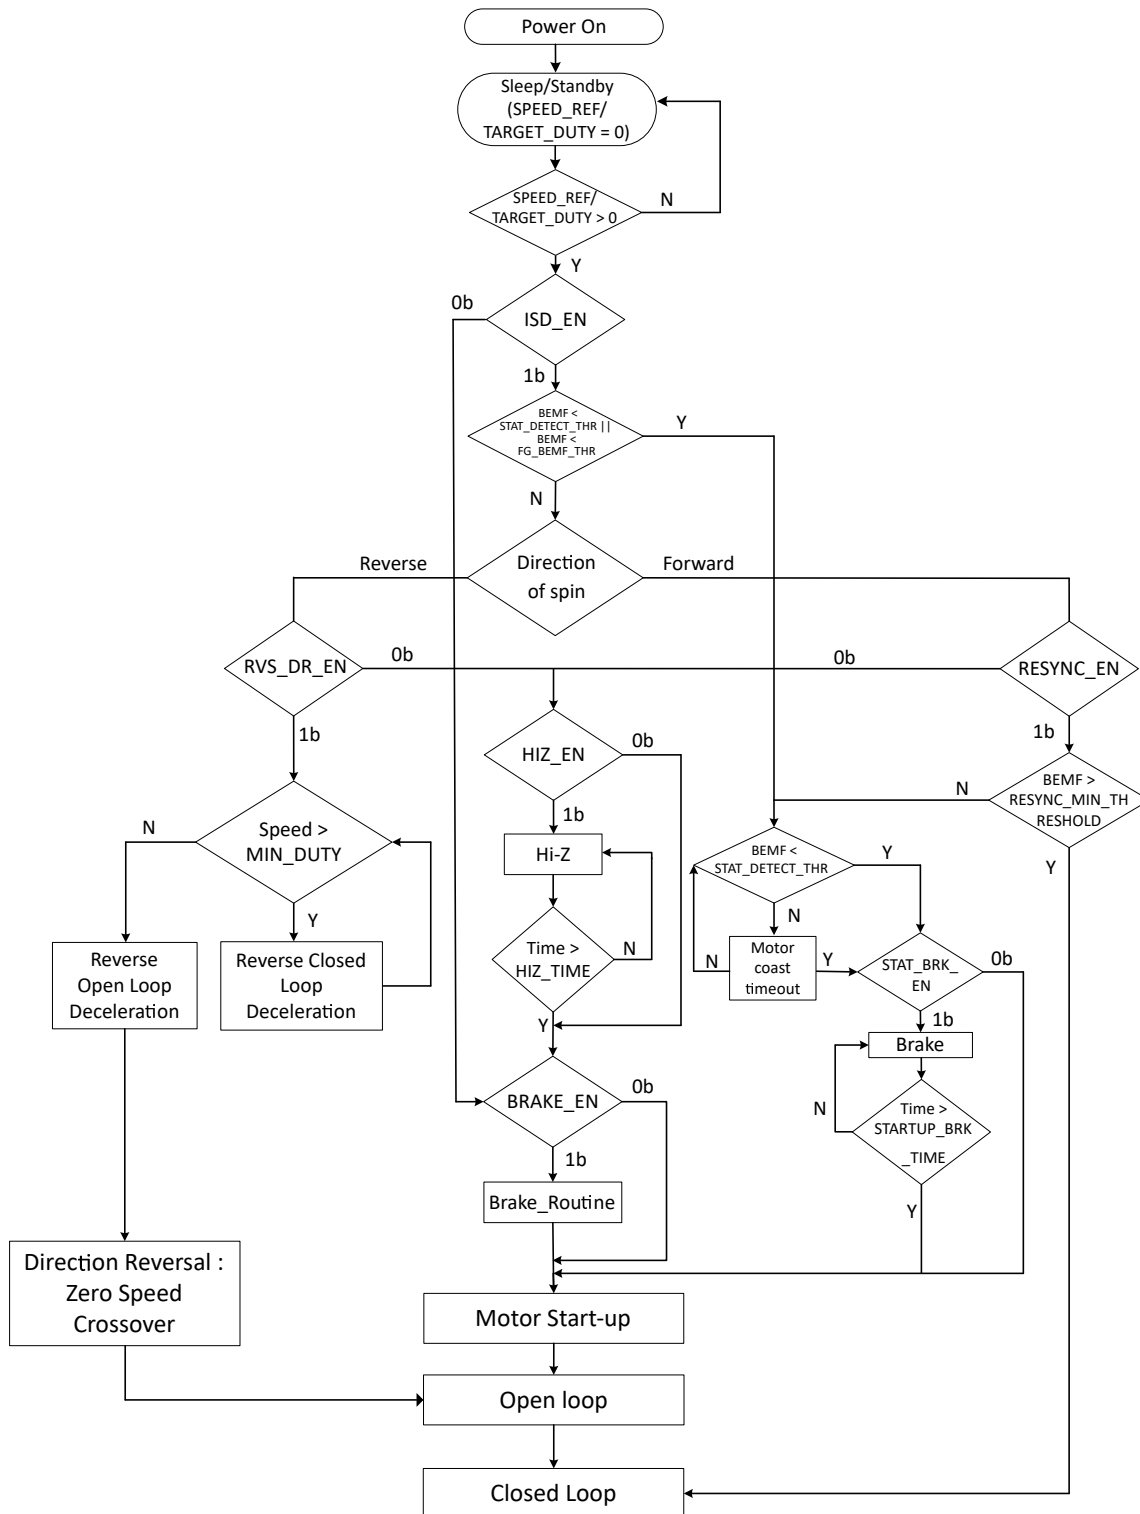 Power On
Sleep/Standby
(SPEED_REF/
TARGET_DUTY = 0)
SPEED_REF/
TARGET_DUTY > 0
N
Y
0b
ISD_EN
1b
BEMF <
STAT_DETECT_THR ||
BEMF <
FG_BEMF_THR
Y
N
Reverse
Direction
of spin
Forward
RVS_DR_EN
0b
0b
RESYNC_EN
1b
HIZ_EN
0b
1b
BEMF >
RESYNC_MIN_TH
RESHOLD
N
Y
N
Speed >
MIN_DUTY
Y
1b
Hi-Z
BEMF <
STAT_DETECT_THR
Y
N
Reverse
Open Loop
Deceleration
Reverse Closed
Loop
Deceleration
Time >
HIZ_TIME
N
Y
N
Motor
coast
timeout
Y
STAT_BRK_
EN
0b
1b
Brake
BRAKE_EN
0b
1b
N
Time >
STARTUP_BRK
_TIME
Y
Brake_Routine
Direction Reversal :
Zero Speed
Crossover
Motor Start-up
Open loop
Closed Loop